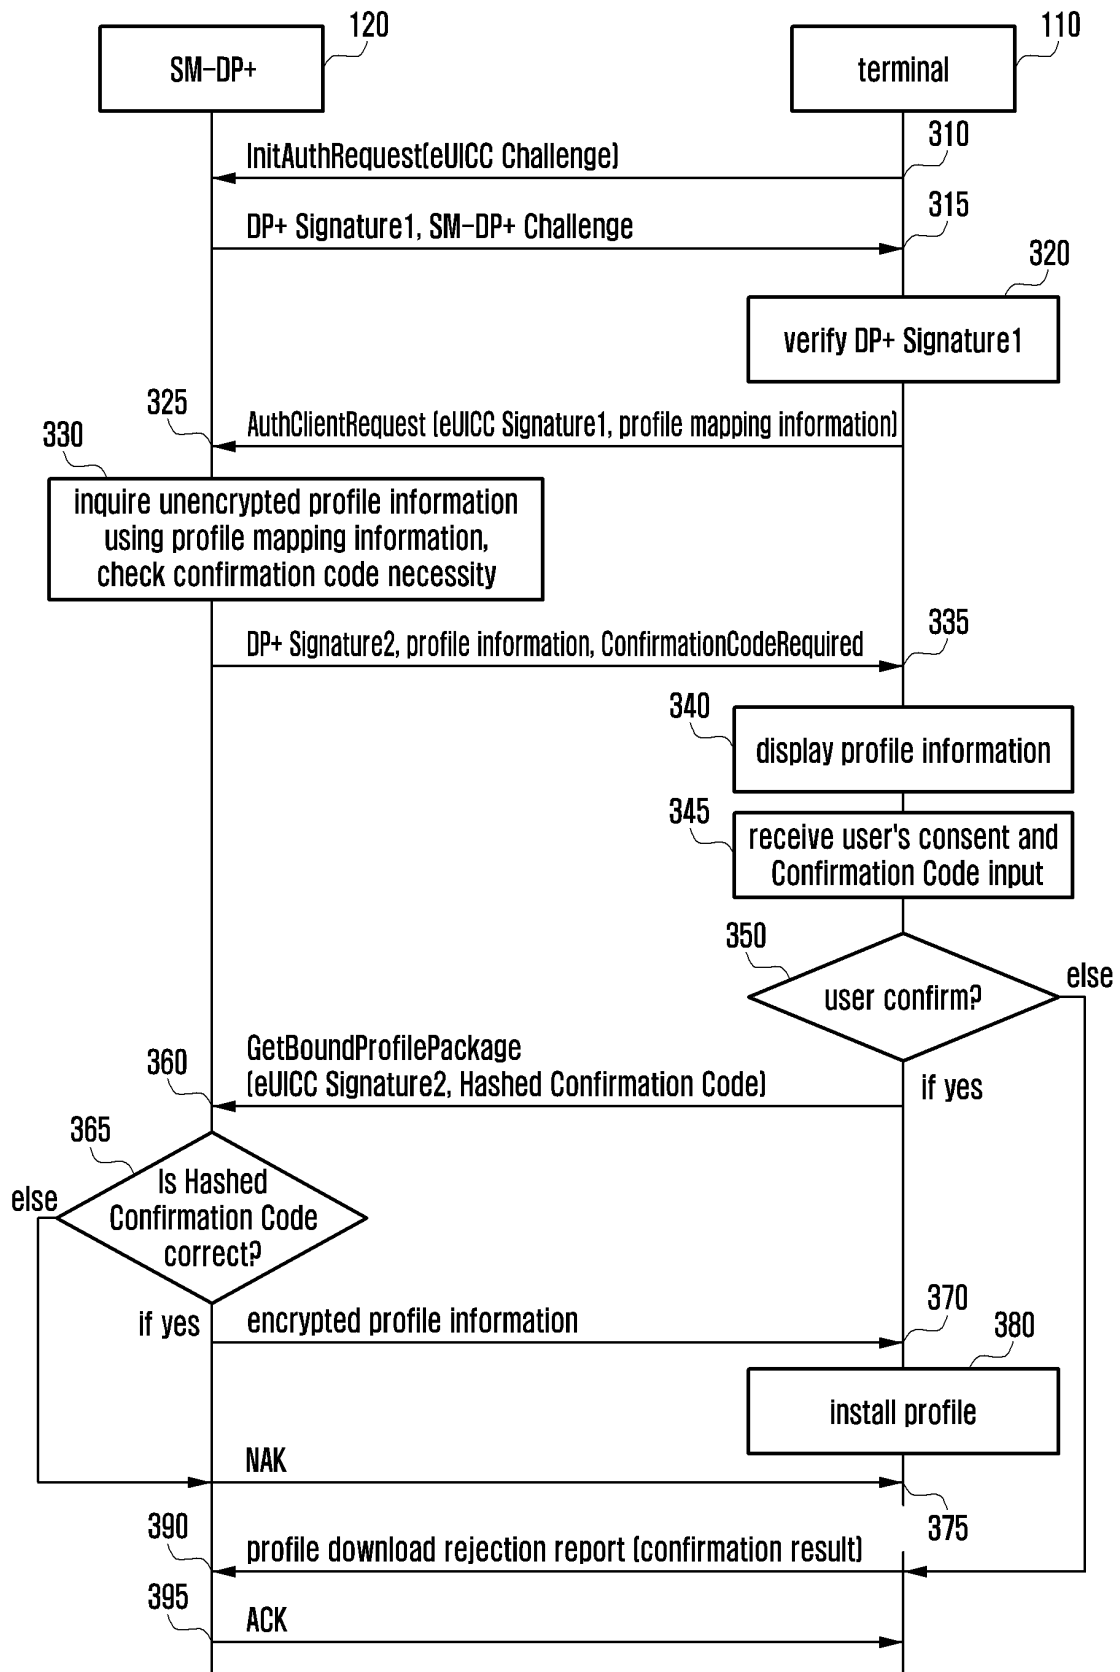 120
110
SM-DP+
terminal
310
InitAuthRequest(eUICC Challenge)
315
DP+ Signature1, SM-DP+ Challenge
320
verify DP+ Signature1
325
AuthClientRequest (eUICC Signature1, profile mapping information)
330
inquire unencrypted profile information
using profile mapping information,
check confirmation code necessity
335
DP+ Signature2, profile information, ConfirmationCodeRequired
340
display profile information
345
receive user's consent and
Confirmation Code input
350
else
user confirm?
GetBoundProfilePackage
360
(eUICC Signature2, Hashed Confirmation Code)
if yes
365
Is Hashed
else
Confirmation Code
correct?
370
if yes
encrypted profile information
380
install profile
NAK
375
390
profile download rejection report (confirmation result)
395
ACK